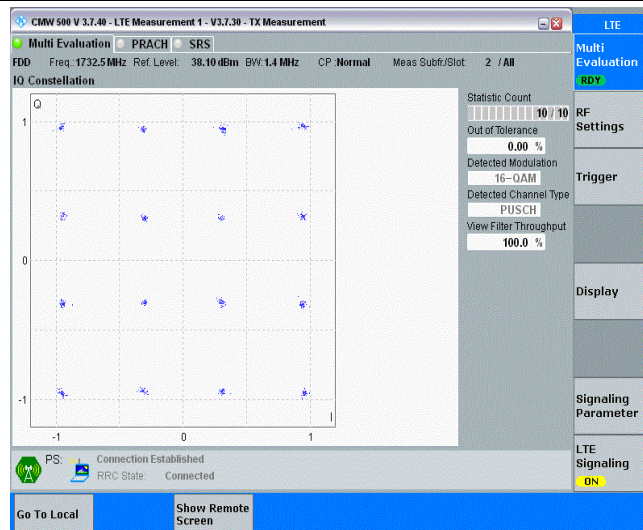 CMW 500 V 3.7.40 - LTE Measurement 1 - V3.7.30 - TX Measurement
Multi Evaluation PRACH SRS
FDD Freq.:1732.5 MHz Ref. Level: 38.10 dBm BW:1.4 MHz CP :Normal Meas Subfr./Slot: 2 / All
IQ Constellation
Q
1
0
-1
-1 0 1
I
Statistic Count
10 / 10
Out of Tolerance
0.00 %
Detected Modulation
16-QAM
Detected Channel Type
PUSCH
View Filter Throughput
100.0 %
PS: Connection Established
RRC State: Connected
LTE
Multi
Evaluation
RDY
RF
Settings
Trigger
Display
Signaling
Parameter
LTE
Signaling
ON
Go To Local
Show Remote
Screen